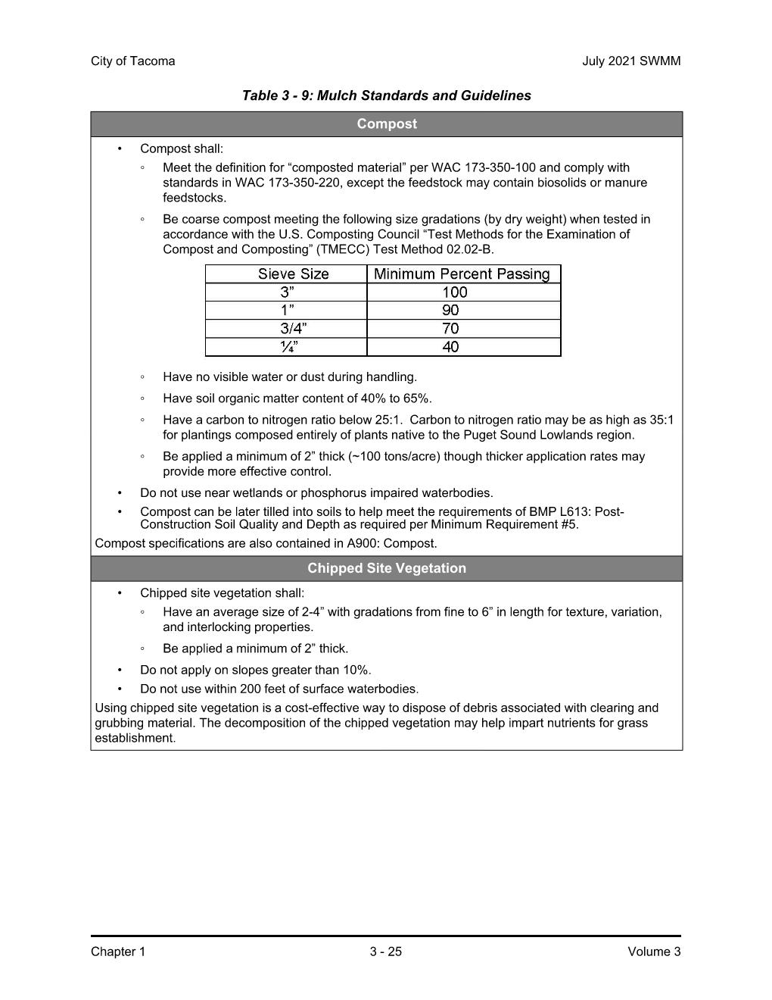 City of Tacoma
July 2021 SWMM
Table 3 - 9: Mulch Standards and Guidelines
Compost
• Compost shall:
◦ Meet the definition for “composted material” per WAC 173-350-100 and comply with
standards in WAC 173-350-220, except the feedstock may contain biosolids or manure
feedstocks.
◦ Be coarse compost meeting the following size gradations (by dry weight) when tested in
accordance with the U.S. Composting Council “Test Methods for the Examination of
Compost and Composting” (TMECC) Test Method 02.02-B.
Sieve Size Minimum Percent Passing
3” 100
1” 90
3/4” 70
¼” 40
◦ Have no visible water or dust during handling.
◦ Have soil organic matter content of 40% to 65%.
◦ Have a carbon to nitrogen ratio below 25:1.  Carbon to nitrogen ratio may be as high as 35:1
for plantings composed entirely of plants native to the Puget Sound Lowlands region.
◦ Be applied a minimum of 2” thick (~100 tons/acre) though thicker application rates may
provide more effective control.
• Do not use near wetlands or phosphorus impaired waterbodies.
• Compost can be later tilled into soils to help meet the requirements of BMP L613: Post-
Construction Soil Quality and Depth as required per Minimum Requirement #5.
Compost specifications are also contained in A900: Compost.
Chipped Site Vegetation
• Chipped site vegetation shall:
◦ Have an average size of 2-4” with gradations from fine to 6” in length for texture, variation,
and interlocking properties.
◦ Be applied a minimum of 2” thick.
• Do not apply on slopes greater than 10%.
• Do not use within 200 feet of surface waterbodies.
Using chipped site vegetation is a cost-effective way to dispose of debris associated with clearing and
grubbing material. The decomposition of the chipped vegetation may help impart nutrients for grass
establishment.
Chapter 1
3 - 25
Volume 3